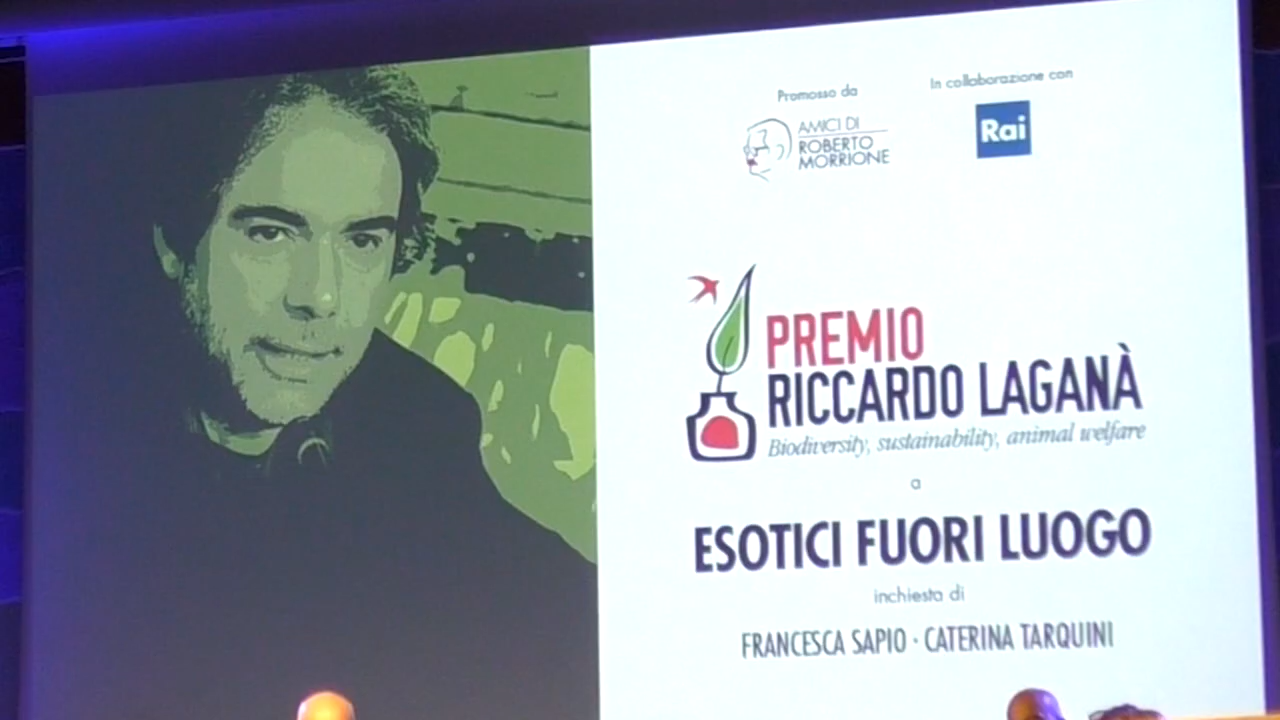 Promosso da
In collaborazione con
AMICI DI
ROBERTO
MORRIONE
Rai
PREMIO
RICCARDO LAGANÀ
Biodiversity, sustainability, animal welfare
a
ESOTICI FUORI LUOGO
inchiesta di
FRANCESCA SAPIO · CATERINA TARQUINI